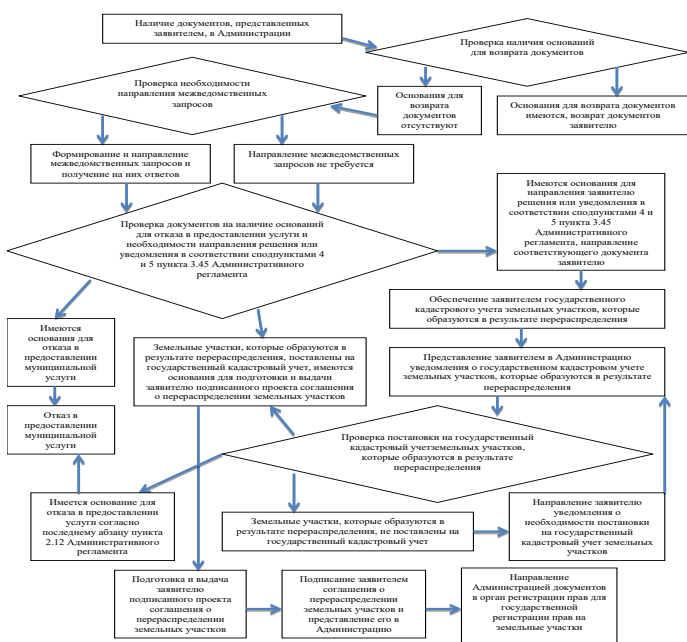 Наличие документов, представленных
заявителем, в Администрации
Проверка наличия оснований
для возврата документов
Проверка необходимости
направления межведомственных
запросов
Основания для
возврата
документов
отсутствуют
Основания для возврата документов
имеются, возврат документов
заявителю
Формирование и направление
межведомственных запросов и
получение на них ответов
Направление межведомственных
запросов не требуется
Имеются основания для
направления заявителю
решения или уведомления в
соответствии сподпунктами 4 и
5 пункта 3.45
Административного
регламента, направление
соответствующего документа
заявителю
Проверка документов на наличие оснований
для отказа в предоставлении услуги и
необходимости направления решения или
уведомления в соответствии сподпунктами 4
и 5 пункта 3.45 Административного
регламента
Обеспечение заявителем государственного
кадастрового учета земельных участков, которые
образуются в результате перераспределения
Имеются
основания для
отказа в
предоставлении
муниципальной
услуги
Земельные участки, которые образуются в
результате перераспределения, поставлены на
государственный кадастровый учет, имеются
основания для подготовки и выдачи
заявителю подписанного проекта соглашения
о перераспределении земельных участков
Представление заявителем в Администрацию
уведомления о государственном кадастровом учете
земельных участков, которые образуются в результате
перераспределения
Отказ в
предоставлении
муниципальной
услуги
Проверка постановки на государственный
кадастровый учетземельных участков,
которые образуются в результате
перераспределения
Имеется основание для
отказа в предоставлении
услуги согласно
последнему абзацу пункта
2.12 Административного
регламента
Земельные участки, которые образуются в
результате перераспределения, не поставлены на
государственный кадастровый учет
Направление заявителю
уведомления о
необходимости постановки
на государственный
кадастровый учет земельных
участков
Подготовка и выдача
заявителю
подписанного проекта
соглашения о
перераспределении
земельных участков
Подписание заявителем
соглашения о
перераспределении
земельных участков и
представление его в
Администрацию
Направление
Администрацией документов
в орган регистрации прав для
государственной
регистрации прав на
земельные участки